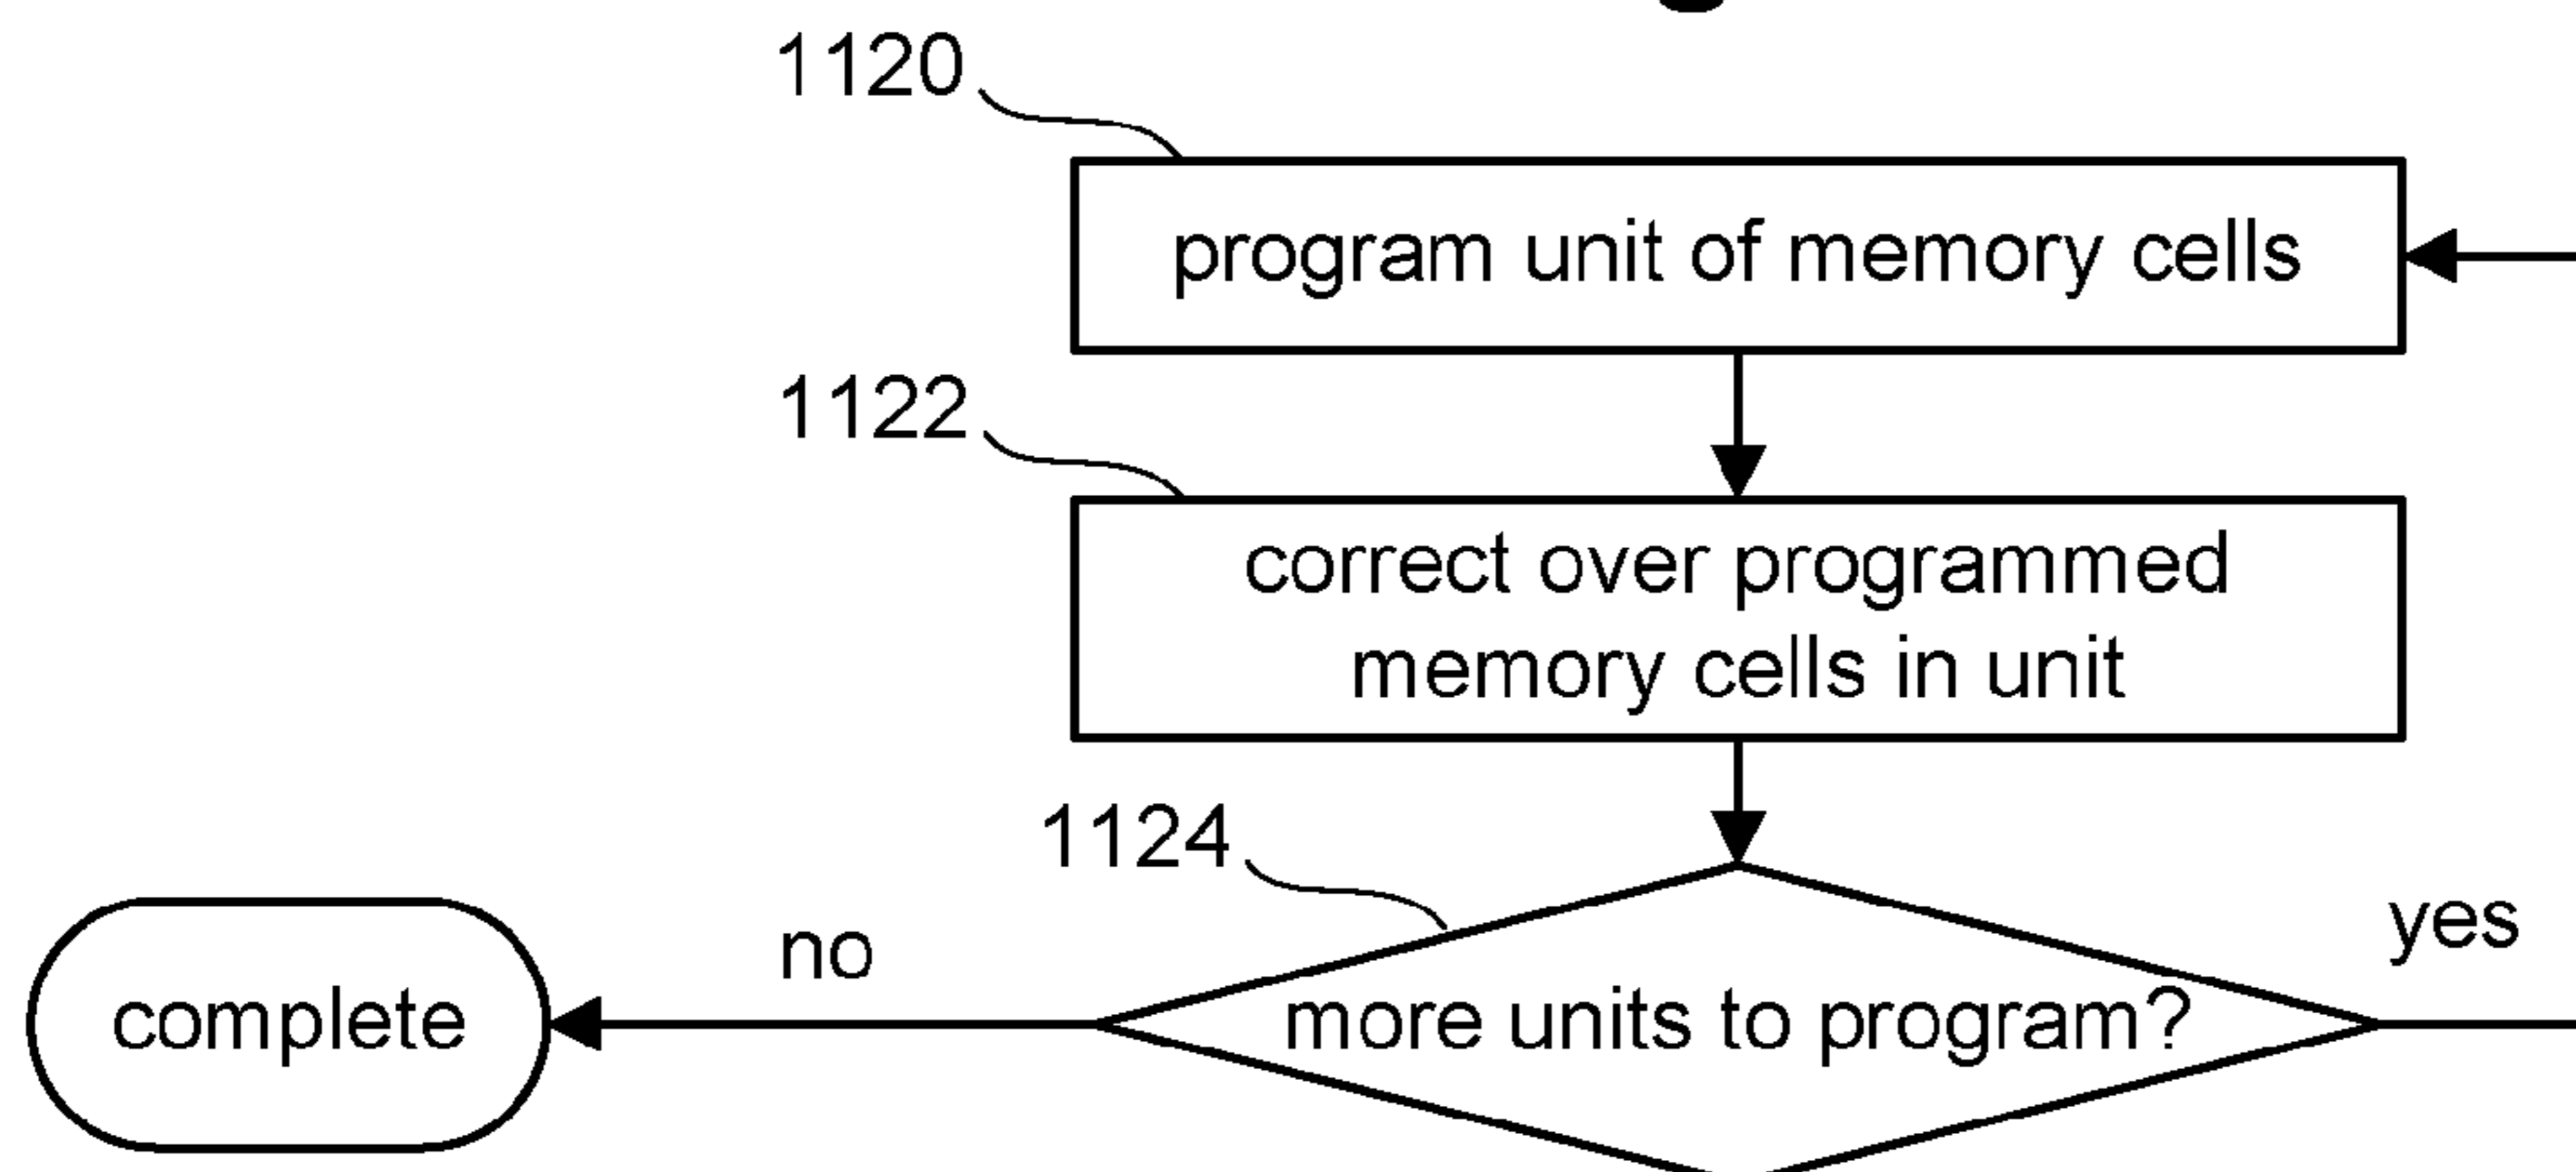 1120
program unit of memory cells
1122
correct over programmed
memory cells in unit
1124
yes
no
complete
more units to program?